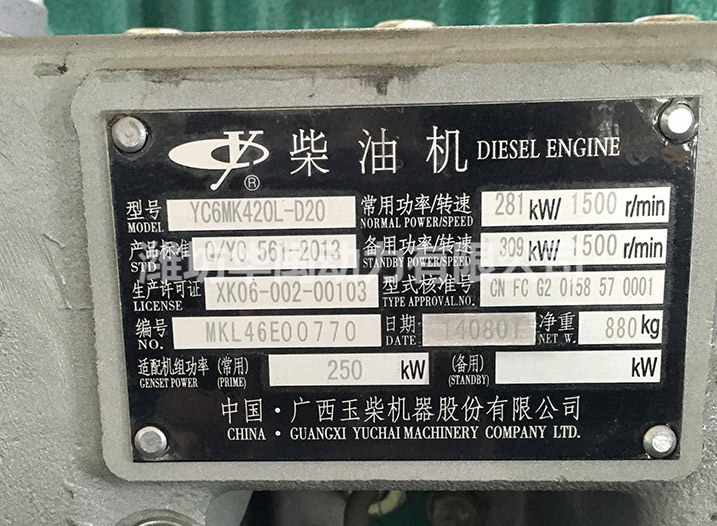 柴油机 DIESEL ENGINE
型号 MODEL YC6MK420L-D20 常用功率/转速 NORMAL POWER/SPEED 281 kW/ 1500 r/min
产品标准 STD Q/YC 561-2013 备用功率/转速 STANDBY POWER/SPEED 309 kW/ 1500 r/min
生产许可证 LICENSE XK06-002-00103 型式核准号 TYPE APPROVAL NO. CN FC G2 0158 57 0001
编号 NO. MKL46E00770 日期 DATE 140801 净重 NET W. 880 kg
适配机组功率 GENSET POWER (常用) (PRIME) 250 kW (备用) (STANDBY) kW
中国·广西玉柴机器股份有限公司
CHINA · GUANGXI YUCHAI MACHINERY COMPANY LTD.